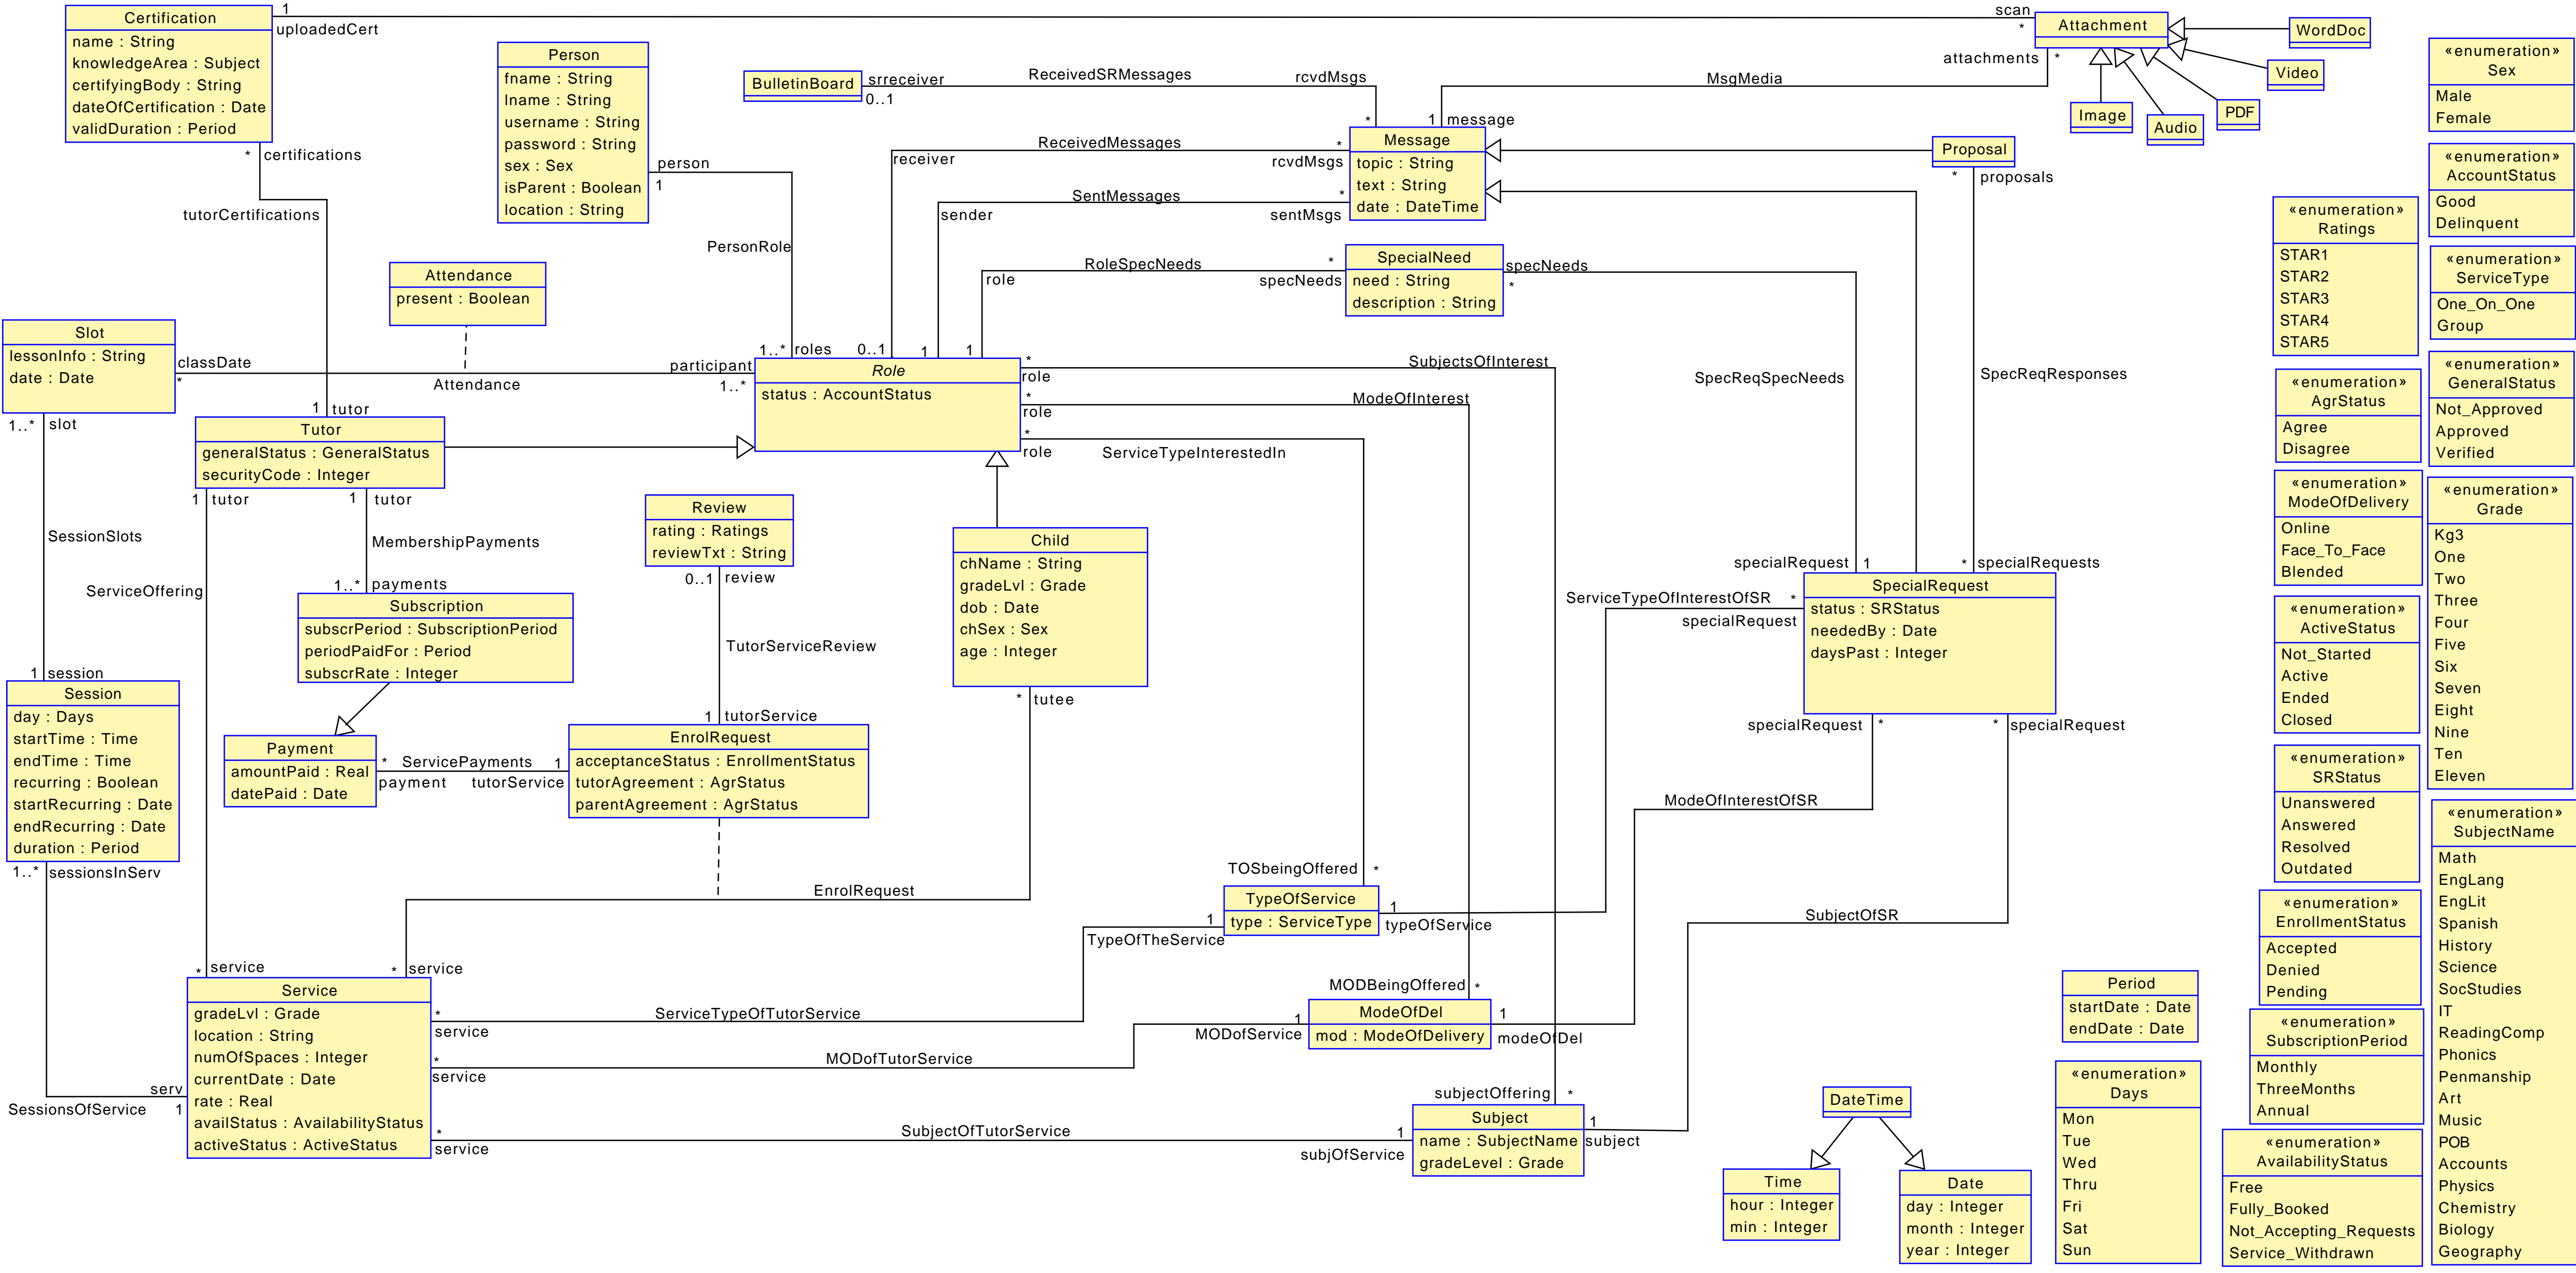 Certification
name : String
knowledgeArea : Subject
certifyingBody : String
dateOfCertification : Date
validDuration : Period
1
uploadedCert
scan
*
Attachment
WordDoc
Video
PDF
Audio
Image
attachments
*
MsgMedia
1
message
Person
fname : String
lname : String
username : String
password : String
sex : Sex
isParent : Boolean
location : String
person
1
PersonRole
1..*
roles
BulletinBoard
srreceiver
0..1
ReceivedSRMessages
rcvdMsgs
*
Message
topic : String
text : String
date : DateTime
receiver
0..1
ReceivedMessages
*
rcvdMsgs
sender
1
SentMessages
*
sentMsgs
Proposal
*
proposals
SpecReqResponses
*
specialRequests
*
certifications
tutorCertifications
1
tutor
Attendance
present : Boolean
Slot
lessonInfo : String
date : Date
classDate
*
Attendance
participant
1..*
Role
status : AccountStatus
1
role
RoleSpecNeeds
*
specNeeds
SpecialNeed
need : String
description : String
specNeeds
*
SpecReqSpecNeeds
specialRequest
1
*
role
SubjectsOfInterest
*
role
ModeOfInterest
*
role
ServiceTypeInterestedIn
1..*
slot
SessionSlots
1
session
Tutor
generalStatus : GeneralStatus
securityCode : Integer
1
tutor
ServiceOffering
*
service
1
tutor
MembershipPayments
1..*
payments
Subscription
subscrPeriod : SubscriptionPeriod
periodPaidFor : Period
subscrRate : Integer
Review
rating : Ratings
reviewTxt : String
0..1
review
TutorServiceReview
1
tutorService
Child
chName : String
gradeLvl : Grade
dob : Date
chSex : Sex
age : Integer
*
tutee
Session
day : Days
startTime : Time
endTime : Time
recurring : Boolean
startRecurring : Date
endRecurring : Date
duration : Period
1..*
sessionsInServ
SessionsOfService
serv
1
Payment
amountPaid : Real
datePaid : Date
*
ServicePayments
1
payment
tutorService
EnrolRequest
acceptanceStatus : EnrollmentStatus
tutorAgreement : AgrStatus
parentAgreement : AgrStatus
EnrolRequest
*
service
SpecialRequest
status : SRStatus
neededBy : Date
daysPast : Integer
ServiceTypeOfInterestOfSR
*
specialRequest
specialRequest
*
ModeOfInterestOfSR
*
specialRequest
SubjectOfSR
TOSbeingOffered
*
TypeOfService
type : ServiceType
1
typeOfService
1
TypeOfTheService
Service
gradeLvl : Grade
location : String
numOfSpaces : Integer
currentDate : Date
rate : Real
availStatus : AvailabilityStatus
activeStatus : ActiveStatus
*
service
ServiceTypeOfTutorService
*
service
MODofTutorService
*
service
SubjectOfTutorService
MODBeingOffered
*
ModeOfDel
mod : ModeOfDelivery
1
MODofService
1
modeOfDel
subjectOffering
*
Subject
name : SubjectName
gradeLevel : Grade
1
subjOfService
1
subject
DateTime
Time
hour : Integer
min : Integer
Date
day : Integer
month : Integer
year : Integer
Period
startDate : Date
endDate : Date
«enumeration»
Days
Mon
Tue
Wed
Thru
Fri
Sat
Sun
«enumeration»
Ratings
STAR1
STAR2
STAR3
STAR4
STAR5
«enumeration»
AgrStatus
Agree
Disagree
«enumeration»
ModeOfDelivery
Online
Face_To_Face
Blended
«enumeration»
ActiveStatus
Not_Started
Active
Ended
Closed
«enumeration»
SRStatus
Unanswered
Answered
Resolved
Outdated
«enumeration»
EnrollmentStatus
Accepted
Denied
Pending
«enumeration»
SubscriptionPeriod
Monthly
ThreeMonths
Annual
«enumeration»
AvailabilityStatus
Free
Fully_Booked
Not_Accepting_Requests
Service_Withdrawn
«enumeration»
Sex
Male
Female
«enumeration»
AccountStatus
Good
Delinquent
«enumeration»
ServiceType
One_On_One
Group
«enumeration»
GeneralStatus
Not_Approved
Approved
Verified
«enumeration»
Grade
Kg3
One
Two
Three
Four
Five
Six
Seven
Eight
Nine
Ten
Eleven
«enumeration»
SubjectName
Math
EngLang
EngLit
Spanish
History
Science
SocStudies
IT
ReadingComp
Phonics
Penmanship
Art
Music
POB
Accounts
Physics
Chemistry
Biology
Geography